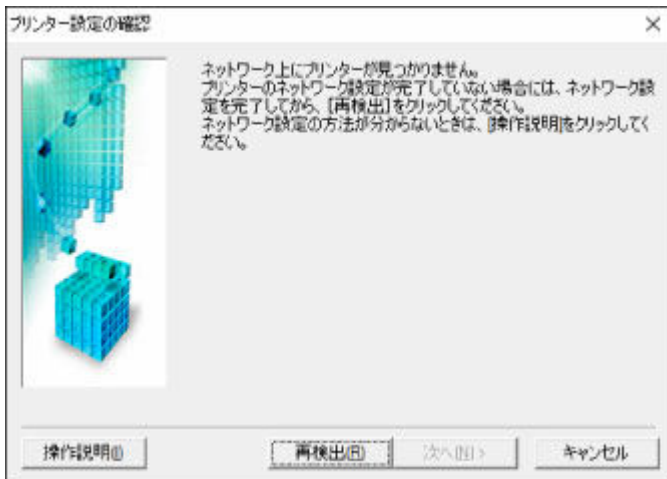 プリンター設定の確認
ネットワーク上にプリンターが見つかりません。
プリンターのネットワーク設定が完了していない場合には、ネットワーク設
定を完了してから、[再検出]をクリックしてください。
ネットワーク設定の方法が分からないときは、[操作説明]をクリックしてく
ださい。
操作説明(I)
再検出(R)
次へ(N) >
キャンセル